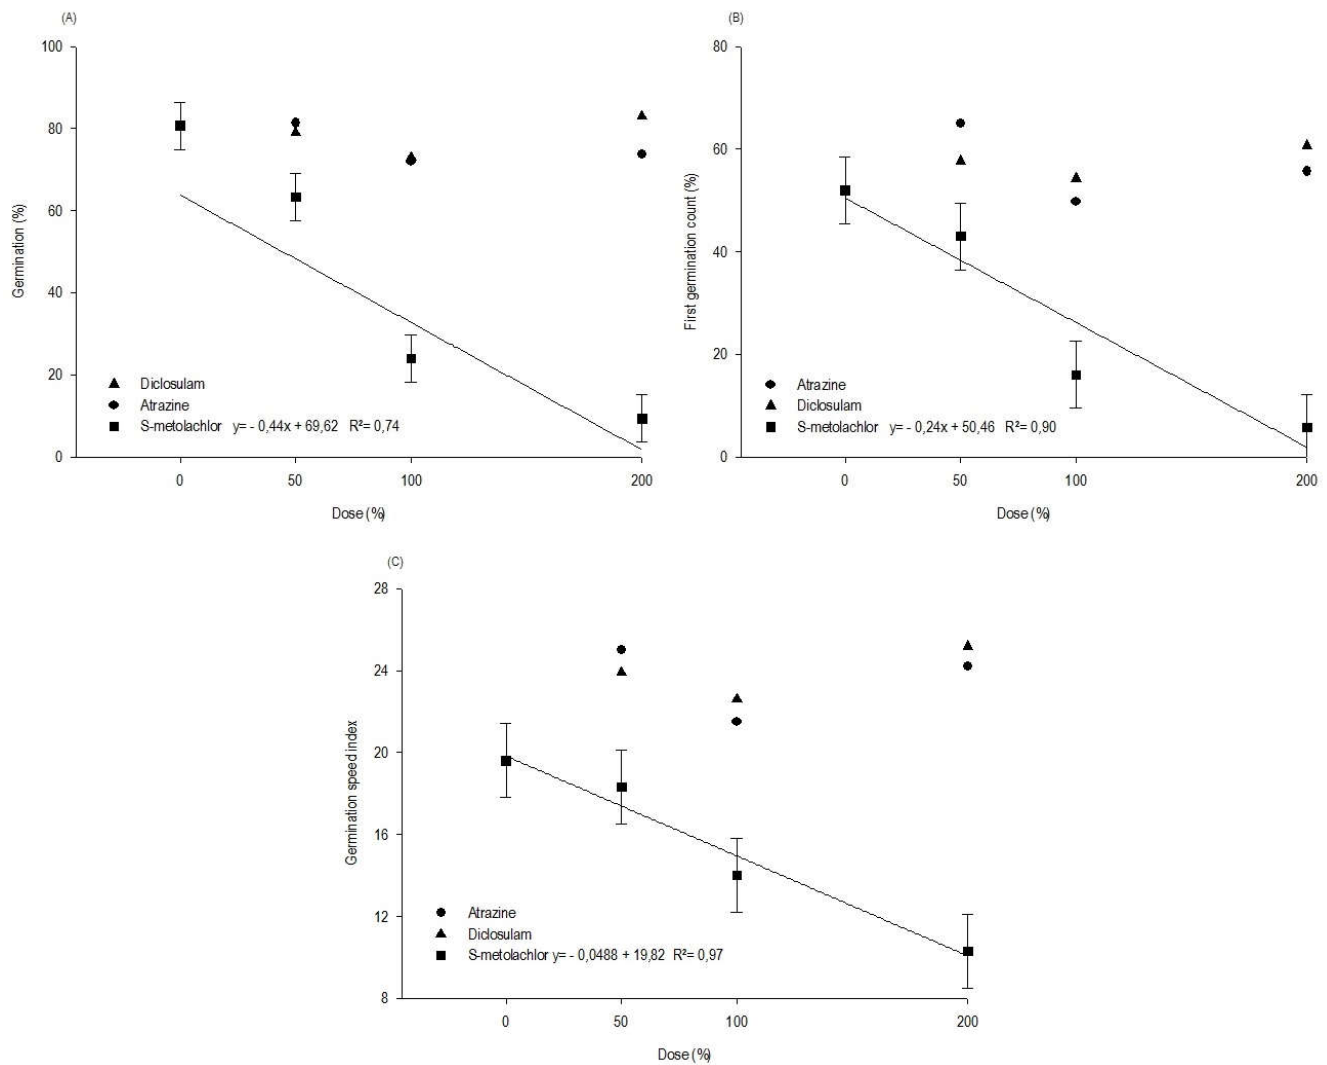 (A)
100
80
60
40
20
0
Germination (%)
Diclosulam
Atrazine
S-metolachlor y= - 0,44x + 69,62 R²= 0,74
0 50 100 200
Dose (%)
(B)
80
60
40
20
0
First germination count (%)
Atrazine
Diclosulam
S-metolachlor y= - 0,24x + 50,46 R²= 0,90
0 50 100 200
Dose (%)
(C)
28
24
20
16
12
8
Germination speed index
Atrazine
Diclosulam
S-metolachlor y= - 0,0488 + 19,82 R²= 0,97
0 50 100 200
Dose (%)